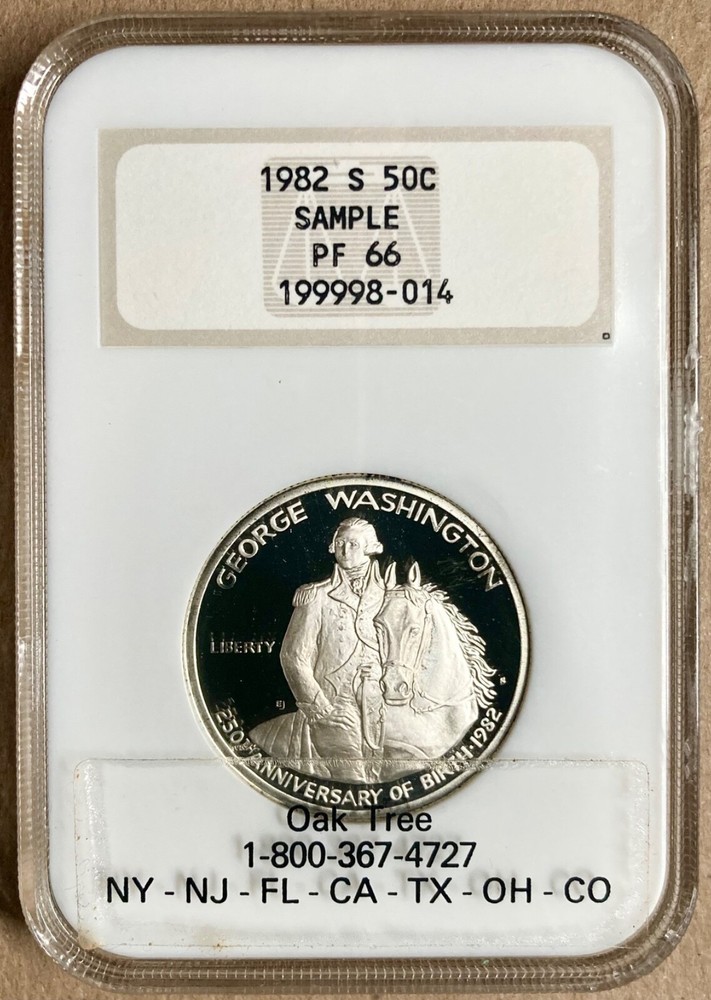 1982 S 50C
SAMPLE
PF 66
199998-014
GEORGE WASHINGTON
LIBERTY
EJ
S
250TH ANNIVERSARY OF BIRTH·1982
Oak Tree
1-800-367-4727
NY - NJ - FL - CA - TX - OH - CO